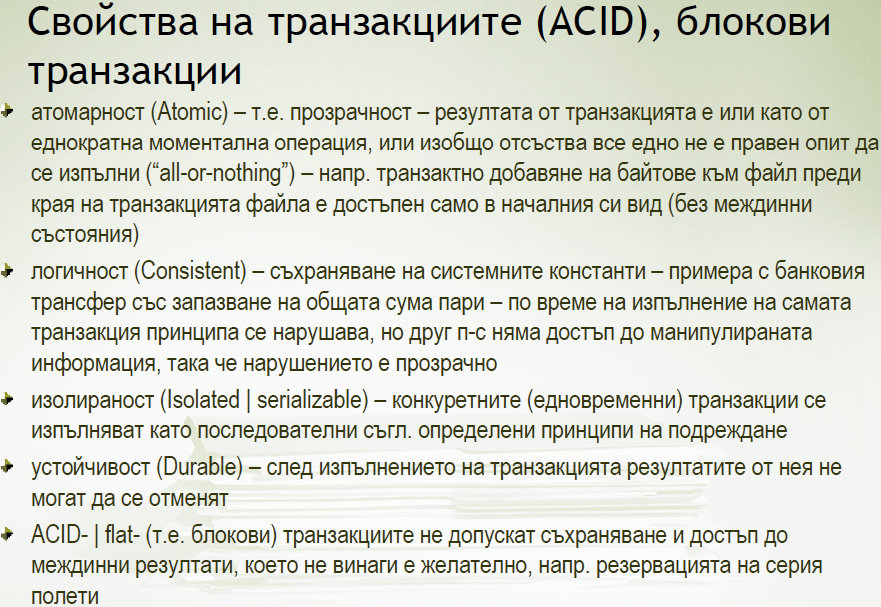 Свойства на транзакциите (ACID), блокови
транзакции
атомарност (Atomic) – т.е. прозрачност – резултата от транзакцията е или като от
еднократна моментална операция, или изобщо отсъства все едно не е правен опит да
се изпълни (“all-or-nothing”) – напр. транзактно добавяне на байтове към файл преди
края на транзакцията файла е достъпен само в началния си вид (без междинни
състояния)
логичност (Consistent) – съхраняване на системните константи – примера с банковия
трансфер със запазване на общата сума пари – по време на изпълнение на самата
транзакция принципа се нарушава, но друг п-с няма достъп до манипулираната
информация, така че нарушението е прозрачно
изолираност (Isolated | serializable) – конкуретните (едновременни) транзакции се
изпълняват като последователни съгл. определени принципи на подреждане
устойчивост (Durable) – след изпълнението на транзакцията резултатите от нея не
могат да се отменят
ACID- | flat- (т.е. блокови) транзакциите не допускат съхраняване и достъп до
междинни резултати, което не винаги е желателно, напр. резервацията на серия
полети